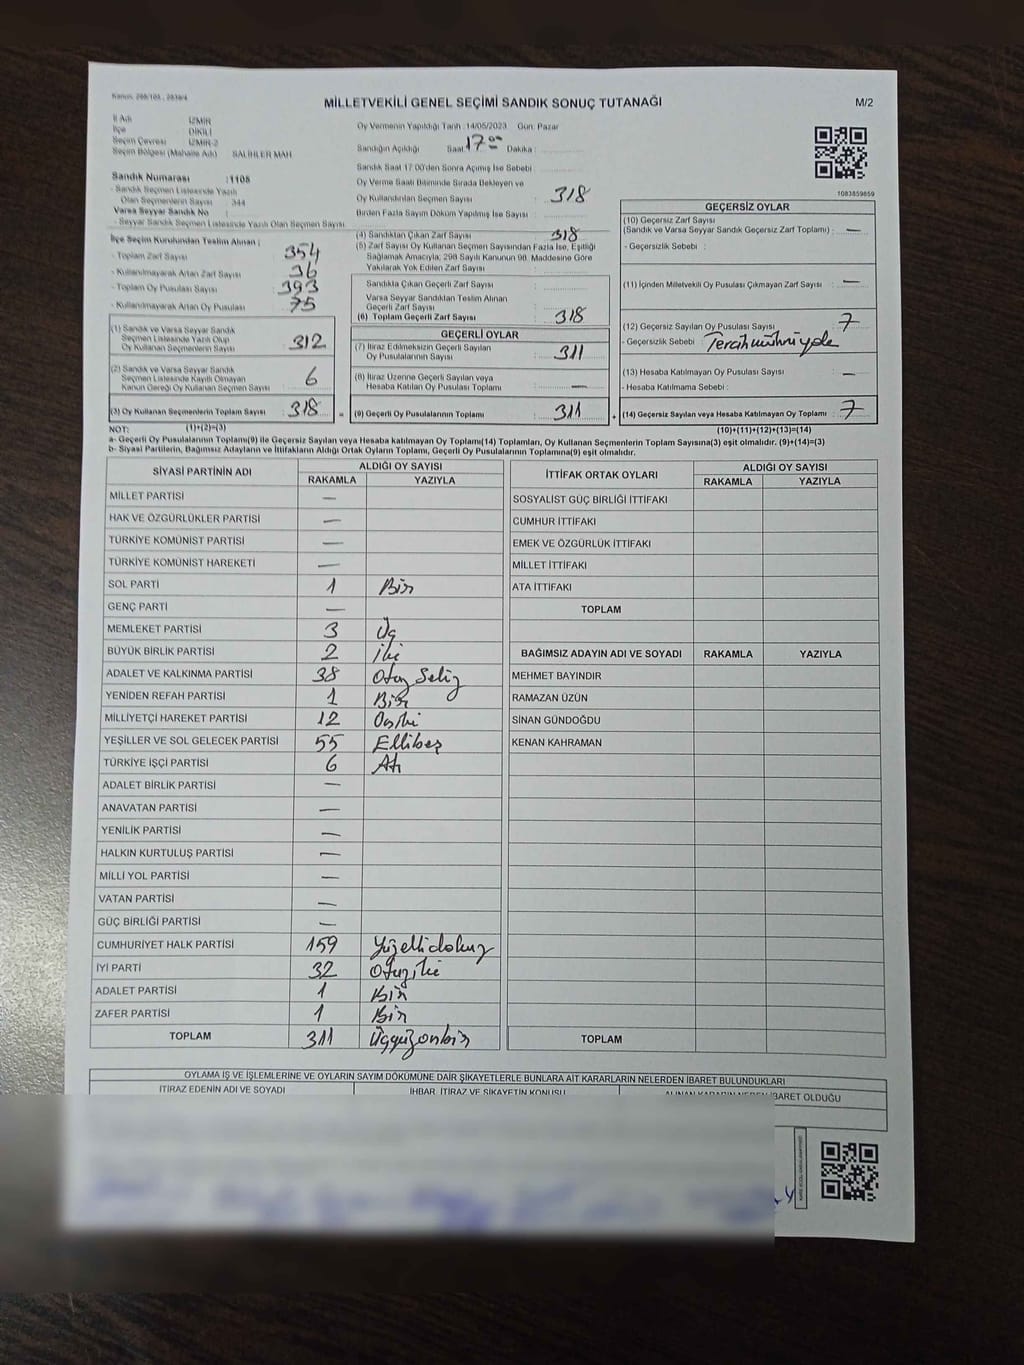 MİLLETVEKİLİ GENEL SEÇİMİ SANDIK SONUÇ TUTANAĞI
M/2
İl Adı İZMİR
İlçe DİKİLİ
Seçim Çevresi İZMİR-2
Seçim Bölgesi (Mahalle Adı) SALİHLER MAH
Sandık Numarası :1108
- Sandık Seçmen Listesinde Yazılı
Olan Seçmenlerin Sayısı : 344
Varsa Seyyar Sandık No :
- Seyyar Sandık Seçmen Listesinde Yazılı Olan Seçmen Sayısı
Oy Vermenin Yapıldığı Tarih :14/05/2023 Gün: Pazar
Sandığın Açıldığı Saat 17 00 Dakika :
Sandık Saat 17:00'den Sonra Açılmış İse Sebebi
Oy Verme Saati Bitiminde Sırada Bekleyen ve
Oy Kullandırılan Seçmen Sayısı 318
Birden Fazla Sayım Döküm Yapılmış İse Sayısı :
1083859859
İlçe Seçim Kurulundan Teslim Alınan ;
- Toplam Zarf Sayısı 354
- Kullanılmayarak Artan Zarf Sayısı 36
- Toplam Oy Pusulası Sayısı 393
- Kullanılmayarak Artan Oy Pusulası 75
(1) Sandık ve Varsa Seyyar Sandık
Seçmen Listesinde Yazılı Olup
Oy Kullanan Seçmenlerin Sayısı 312
(2) Sandık ve Varsa Seyyar Sandık
Seçmen Listesinde Kayıtlı Olmayan
Kanun Gereği Oy Kullanan Seçmen Sayısı 6
(3) Oy Kullanan Seçmenlerin Toplam Sayısı 318
(4) Sandıktan Çıkan Zarf Sayısı 318
(5) Zarf Sayısı Oy Kullanan Seçmen Sayısından Fazla İse, Eşitliği
Sağlamak Amacıyla, 298 Sayılı Kanunun 98. Maddesine Göre
Yakılarak Yok Edilen Zarf Sayısı :
Sandıkta Çıkan Geçerli Zarf Sayısı
Varsa Seyyar Sandıktan Teslim Alınan
Geçerli Zarf Sayısı
(6) Toplam Geçerli Zarf Sayısı 318
GEÇERLİ OYLAR
(7) İtiraz Edilmeksizin Geçerli Sayılan
Oy Pusulalarının Sayısı 311
(8) İtiraz Üzerine Geçerli Sayılan veya
Hesaba Katılan Oy Pusulası Toplamı —
= (9) Geçerli Oy Pusulalarının Toplamı 311
GEÇERSİZ OYLAR
(10) Geçersiz Zarf Sayısı
(Sandık ve Varsa Seyyar Sandık Geçersiz Zarf Toplamı) : —
- Geçersizlik Sebebi :
(11) İçinden Milletvekili Oy Pusulası Çıkmayan Zarf Sayısı —
(12) Geçersiz Sayılan Oy Pusulası Sayısı 7
- Geçersizlik Sebebi
(13) Hesaba Katılmayan Oy Pusulası Sayısı —
- Hesaba Katılmama Sebebi :
+ (14) Geçersiz Sayılan veya Hesaba Katılmayan Oy Toplamı 7
NOT: (1)+(2)=(3)
(10)+(11)+(12)+(13)=(14)
a- Geçerli Oy Pusulalarının Toplamı(9) ile Geçersiz Sayılan veya Hesaba katılmayan Oy Toplamı(14) Toplamları, Oy Kullanan Seçmenlerin Toplam Sayısına(3) eşit olmalıdır. (9)+(14)=(3)
b- Siyasi Partilerin, Bağımsız Adayların ve İttifakların Aldığı Ortak Oyların Toplamı, Geçerli Oy Pusulalarının Toplamına(9) eşit olmalıdır.
SİYASİ PARTİNİN ADI ALDIĞI OY SAYISI
RAKAMLA YAZIYLA
MİLLET PARTİSİ —
HAK VE ÖZGÜRLÜKLER PARTİSİ —
TÜRKİYE KOMÜNİST PARTİSİ —
TÜRKİYE KOMÜNİST HAREKETİ —
SOL PARTİ 1 Bir
GENÇ PARTİ —
MEMLEKET PARTİSİ 3 Üç
BÜYÜK BİRLİK PARTİSİ 2 İki
ADALET VE KALKINMA PARTİSİ 38 Otuz Sekiz
YENİDEN REFAH PARTİSİ 1 Bir
MİLLİYETÇİ HAREKET PARTİSİ 12 Oniki
YEŞİLLER VE SOL GELECEK PARTİSİ 55 Ellibeş
TÜRKİYE İŞÇİ PARTİSİ 6 Altı
ADALET BİRLİK PARTİSİ —
ANAVATAN PARTİSİ —
YENİLİK PARTİSİ —
HALKIN KURTULUŞ PARTİSİ —
MİLLİ YOL PARTİSİ —
VATAN PARTİSİ —
GÜÇ BİRLİĞİ PARTİSİ —
CUMHURİYET HALK PARTİSİ 159 Yüzellidokuz
İYİ PARTİ 32 Otuziki
ADALET PARTİSİ 1 Bir
ZAFER PARTİSİ 1 Bir
TOPLAM 311 Üçyüzonbir
İTTİFAK ORTAK OYLARI ALDIĞI OY SAYISI
RAKAMLA YAZIYLA
SOSYALİST GÜÇ BİRLİĞİ İTTİFAKI
CUMHUR İTTİFAKI
EMEK VE ÖZGÜRLÜK İTTİFAKI
MİLLET İTTİFAKI
ATA İTTİFAKI
TOPLAM
BAĞIMSIZ ADAYIN ADI VE SOYADI RAKAMLA YAZIYLA
MEHMET BAYINDIR
RAMAZAN ÜZÜN
SİNAN GÜNDOĞDU
KENAN KAHRAMAN
TOPLAM
OYLAMA İŞ VE İŞLEMLERİNE VE OYLARIN SAYIM DÖKÜMÜNE DAİR ŞİKAYETLERLE BUNLARA AİT KARARLARIN NELERDEN İBARET BULUNDUKLARI
İTİRAZ EDENİN ADI VE SOYADI İHBAR, İTİRAZ VE ŞİKAYETİN KONUSU ALINAN KARARIN NEDEN İBARET OLDUĞU